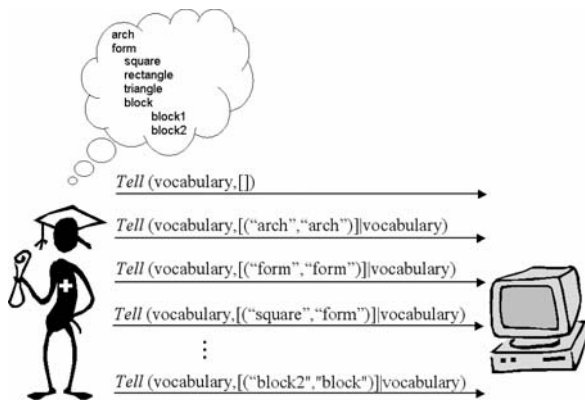 arch
form
square
rectangle
triangle
block
block1
block2
Tell (vocabulary,[])
Tell (vocabulary,[(“arch”,“arch”)]|vocabulary)
Tell (vocabulary,[(“form”,“form”)]|vocabulary)
Tell (vocabulary,[(“square”,“form”)]|vocabulary)
⋮
Tell (vocabulary,[(“block2","block")]|vocabulary)